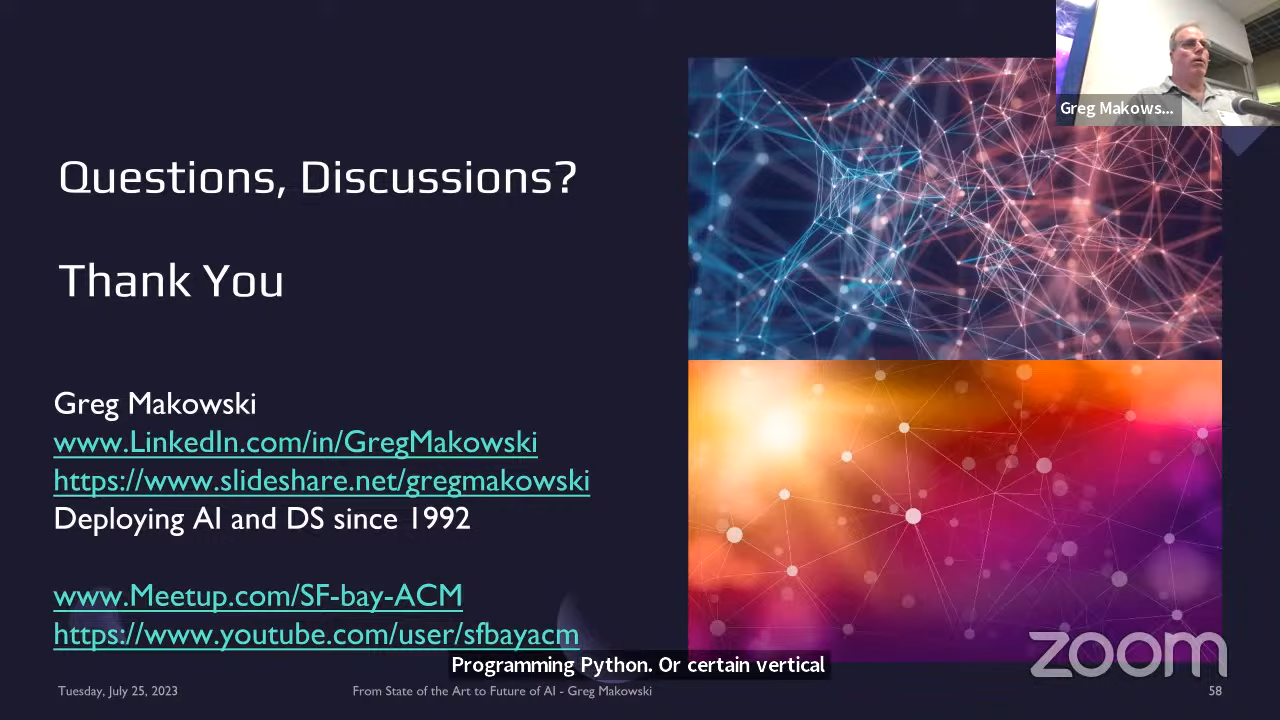 Greg Makows...
Questions, Discussions?
Thank You
Greg Makowski
www.LinkedIn.com/in/GregMakowski
https://www.slideshare.net/gregmakowski
Deploying AI and DS since 1992
www.Meetup.com/SF-bay-ACM
https://www.youtube.com/user/sfbayacm
Programming Python. Or certain vertical
zoom
Tuesday, July 25, 2023
From State of the Art to Future of AI - Greg Makowski
58